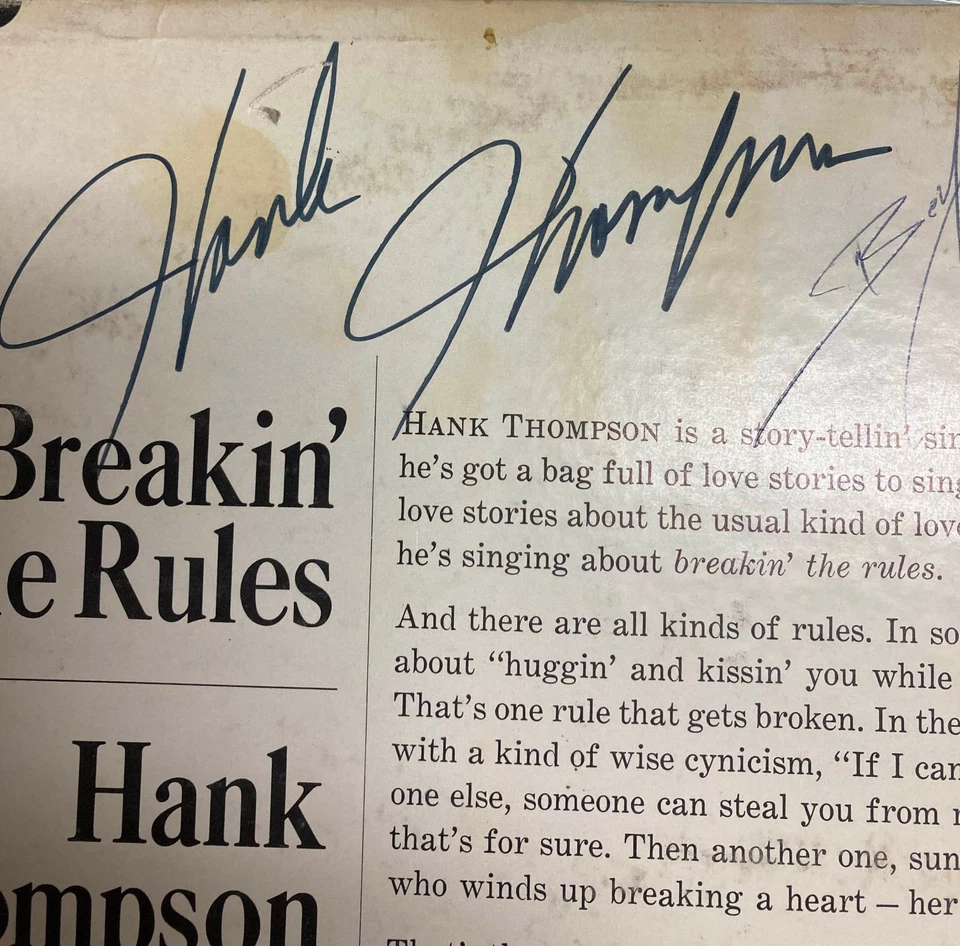 Hank Thompson
Breakin'
e Rules
Hank
ompson
HANK THOMPSON is a story-tellin' sin
he's got a bag full of love stories to sing
love stories about the usual kind of love
he's singing about breakin' the rules.
And there are all kinds of rules. In so
about “huggin' and kissin' you while
That's one rule that gets broken. In the
with a kind of wise cynicism, “If I can
one else, someone can steal you from
that's for sure. Then another one, sun
who winds up breaking a heart — her